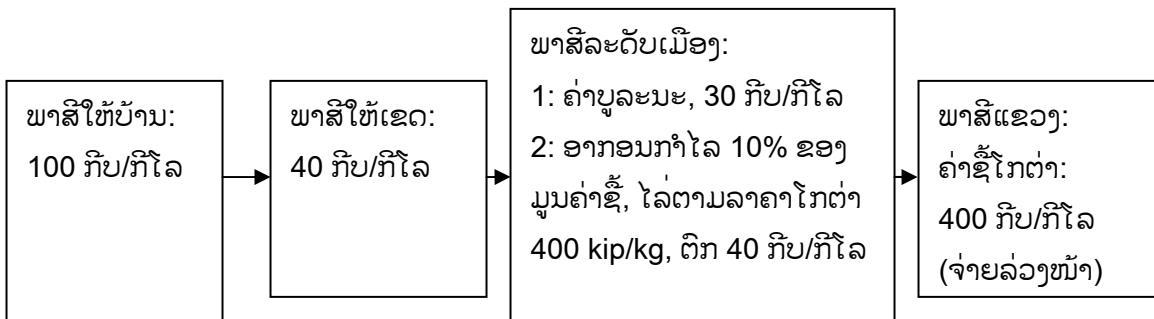 ພາສີໃຫ້ບ້ານ:
100 ກີບ/ກີໂລ
ພາສີໃຫ້ເຂດ:
40 ກີບ/ກີໂລ
ພາສີລະດັບເມືອງ:
1: ຄ່າບູລະນະ, 30 ກີບ/ກີໂລ
2: ອາກອນກຳໄລ 10% ຂອງ
ມູນຄ່າຊື້, ໄລ່ຕາມລາຄາໂກຕ່າ
400 kip/kg, ຕົກ 40 ກີບ/ກີໂລ
ພາສີແຂວງ:
ຄ່າຊື້ໂກຕ່າ:
400 ກີບ/ກີໂລ
(ຈ່າຍລ່ວງໜ້າ)